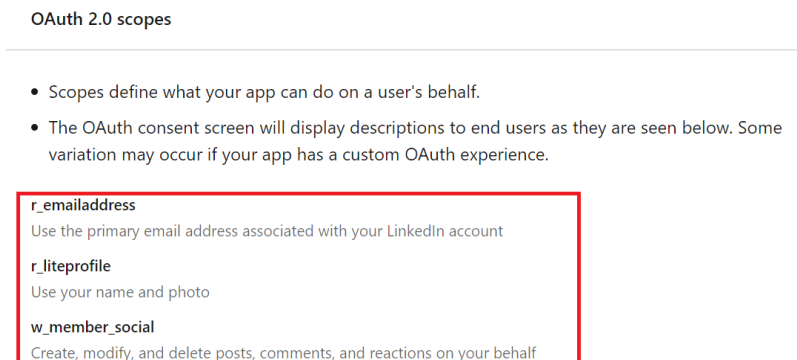 OAuth 2.0 scopes
Scopes define what your app can do on a user's behalf.
The OAuth consent screen will display descriptions to end users as they are seen below. Some
variation may occur if your app has a custom OAuth experience.
r_emailaddress
Use the primary email address associated with your LinkedIn account
r_liteprofile
Use your name and photo
w_member_social
Create, modify, and delete posts, comments, and reactions on your behalf